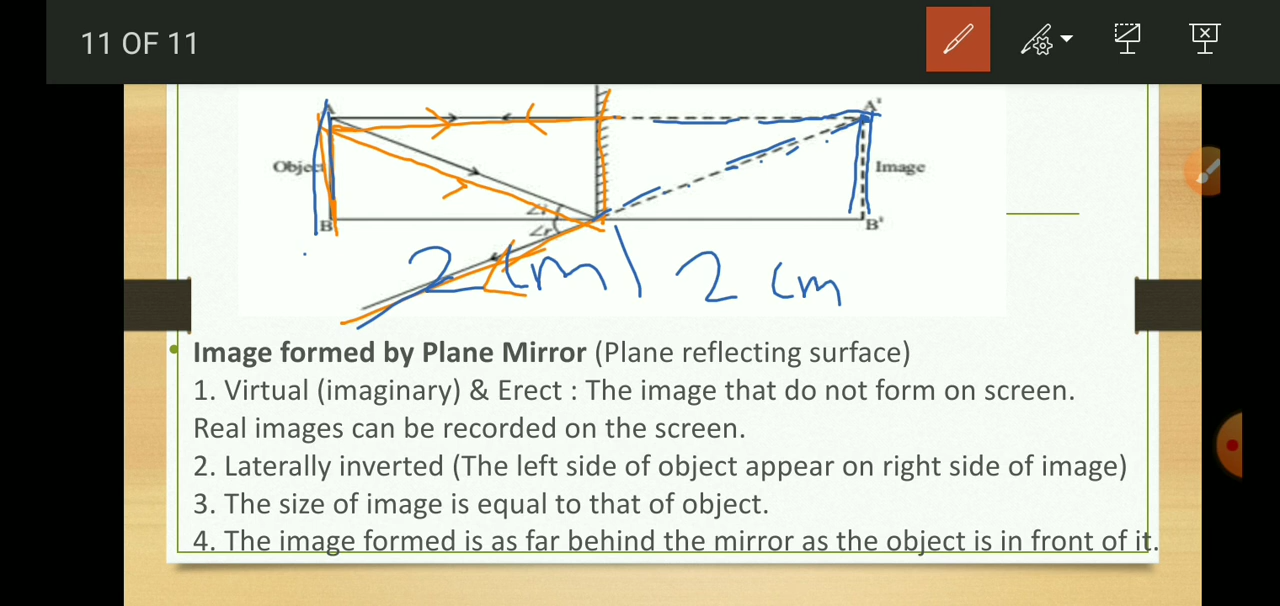 11 OF 11
A A'
Object Image
∠i
B B'
∠r
2 cm | 2 cm
• Image formed by Plane Mirror (Plane reflecting surface)
1. Virtual (imaginary) & Erect : The image that do not form on screen.
Real images can be recorded on the screen.
2. Laterally inverted (The left side of object appear on right side of image)
3. The size of image is equal to that of object.
4. The image formed is as far behind the mirror as the object is in front of it.